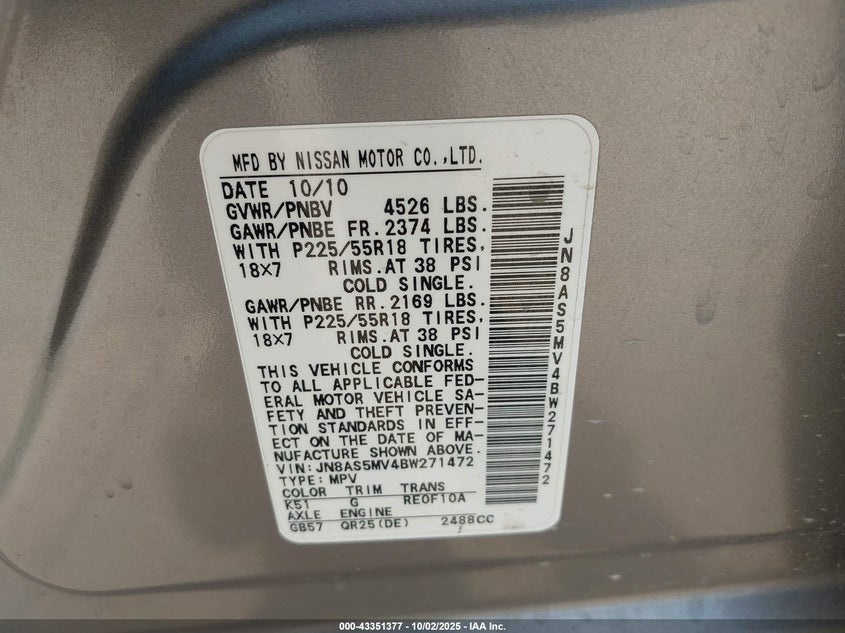 MFD BY NISSAN MOTOR CO.,LTD.
DATE 10/10
GVWR/PNBV 4526 LBS.
GAWR/PNBE FR. 2374 LBS.
WITH P225/55R18 TIRES,
18X7 RIMS.AT 38 PSI
COLD SINGLE.
GAWR/PNBE RR. 2169 LBS.
WITH P225/55R18 TIRES,
18X7 RIMS.AT 38 PSI
COLD SINGLE.
THIS VEHICLE CONFORMS
TO ALL APPLICABLE FED-
ERAL MOTOR VEHICLE SA-
FETY AND THEFT PREVEN-
TION STANDARDS IN EFF-
ECT ON THE DATE OF MA-
NUFACTURE SHOWN ABOVE.
VIN: JN8AS5MV4BW271472
TYPE: MPV
COLOR TRIM TRANS
K51 G RE0F10A
AXLE ENGINE
GB57 QR25(DE) 2488CC
JN8AS5MV4BW271472
000-43351377 - 10/02/2025 - IAA Inc.